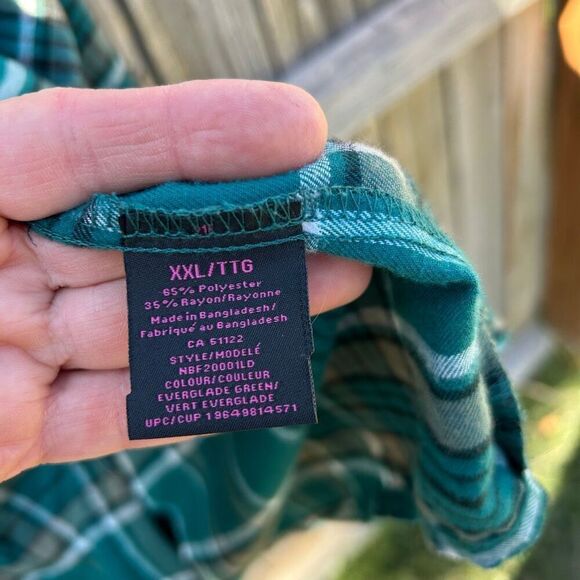 XXL/TTG
65% Polyester
35% Rayon/Rayonne
Made in Bangladesh/
Fabriqué au Bangladesh
CA 51122
STYLE/MODELÉ
NBF20001LD
COLOUR/COULEUR
EVERGLADE GREEN/
VERT EVERGLADE
UPC/CUP 19649814571